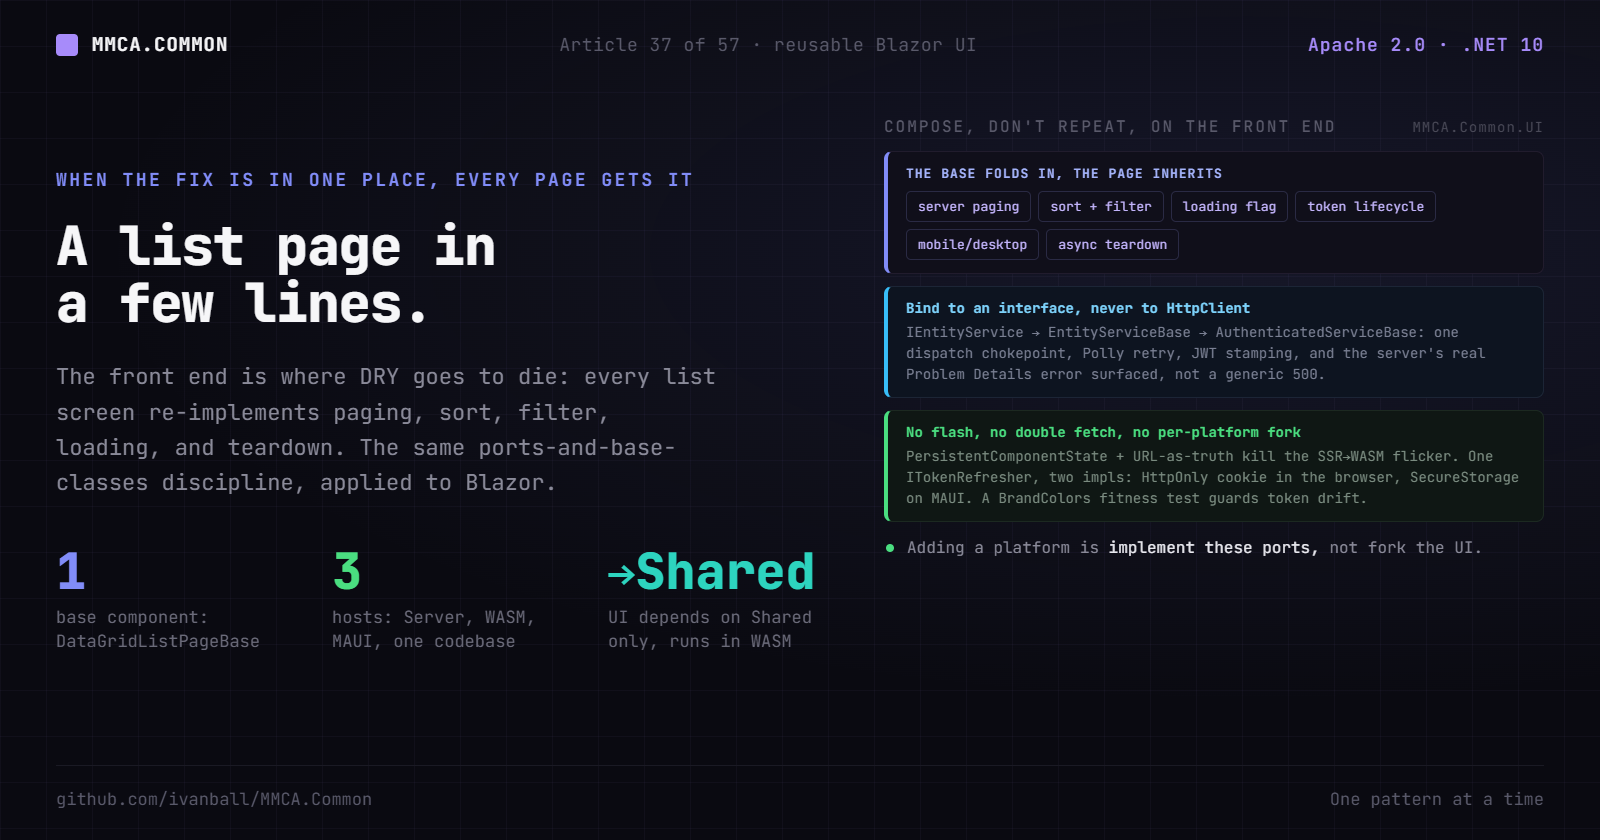 MMCA.COMMON
Article 37 of 57 · reusable Blazor UI
Apache 2.0 · .NET 10
WHEN THE FIX IS IN ONE PLACE, EVERY PAGE GETS IT
A list page in
a few lines.
The front end is where DRY goes to die: every list
screen re-implements paging, sort, filter,
loading, and teardown. The same ports-and-base-
classes discipline, applied to Blazor.
1
base component:
DataGridListPageBase
3
hosts: Server, WASM,
MAUI, one codebase
→Shared
UI depends on Shared
only, runs in WASM
COMPOSE, DON'T REPEAT, ON THE FRONT END
MMCA.Common.UI
THE BASE FOLDS IN, THE PAGE INHERITS
server paging
sort + filter
loading flag
token lifecycle
mobile/desktop
async teardown
Bind to an interface, never to HttpClient
IEntityService → EntityServiceBase → AuthenticatedServiceBase: one
dispatch chokepoint, Polly retry, JWT stamping, and the server's real
Problem Details error surfaced, not a generic 500.
No flash, no double fetch, no per-platform fork
PersistentComponentState + URL-as-truth kill the SSR→WASM flicker. One
ITokenRefresher, two impls: HttpOnly cookie in the browser, SecureStorage
on MAUI. A BrandColors fitness test guards token drift.
Adding a platform is implement these ports, not fork the UI.
github.com/ivanball/MMCA.Common
One pattern at a time